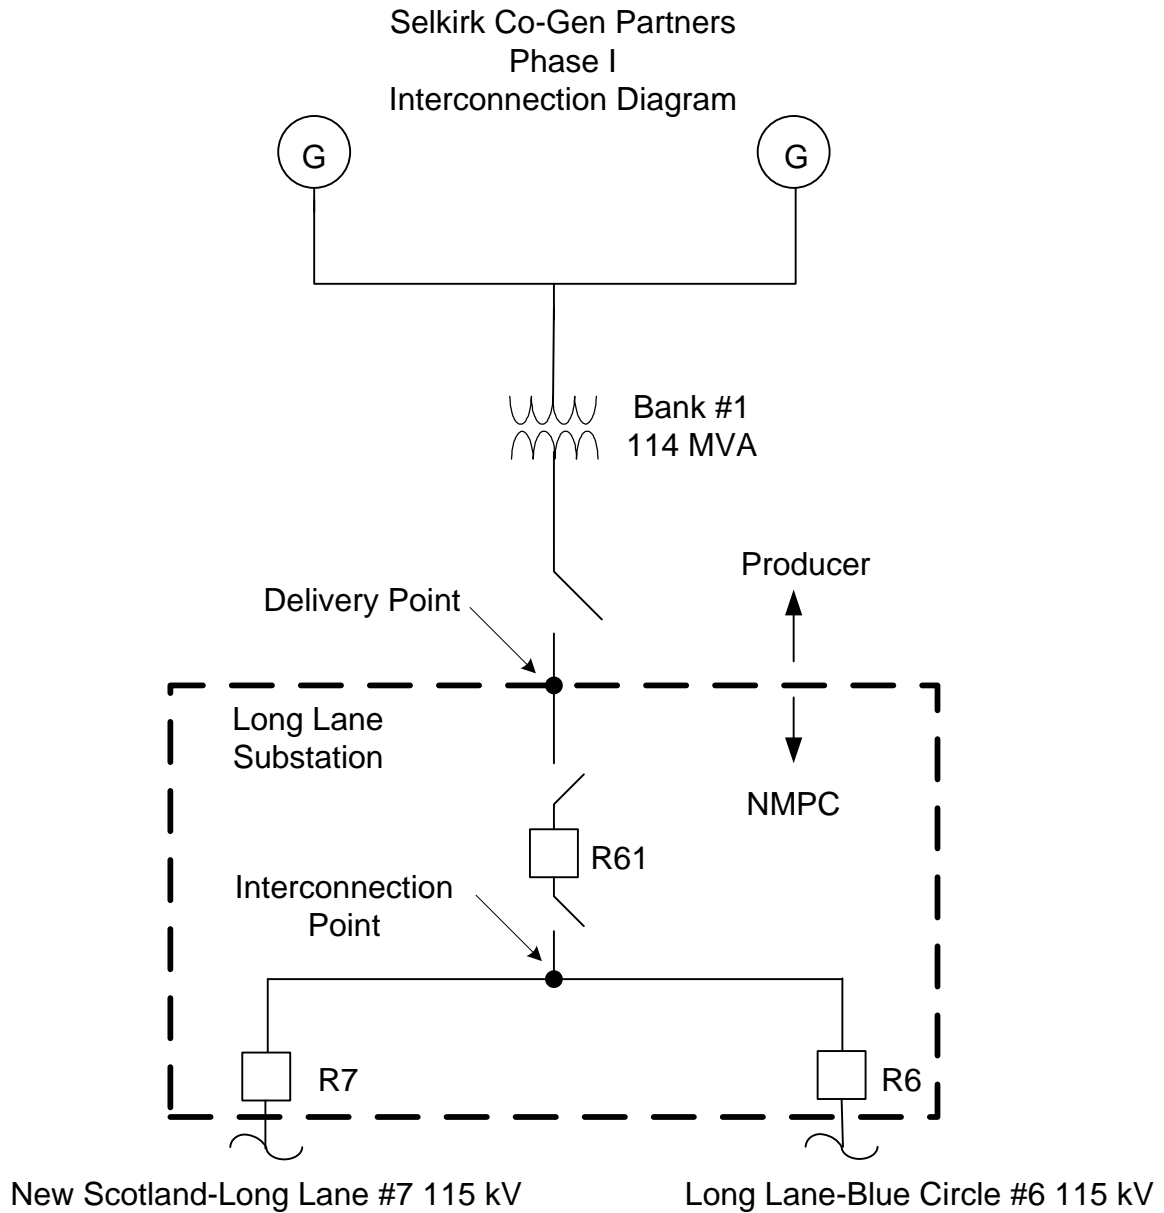 Selkirk Co-Gen Partners
Phase I
Interconnection Diagram
G
G
Bank #1
114 MVA
Producer
Delivery Point
Long Lane
Substation
NMPC
R61
Interconnection
Point
R7
R6
New Scotland-Long Lane #7 115 kV
Long Lane-Blue Circle #6 115 kV